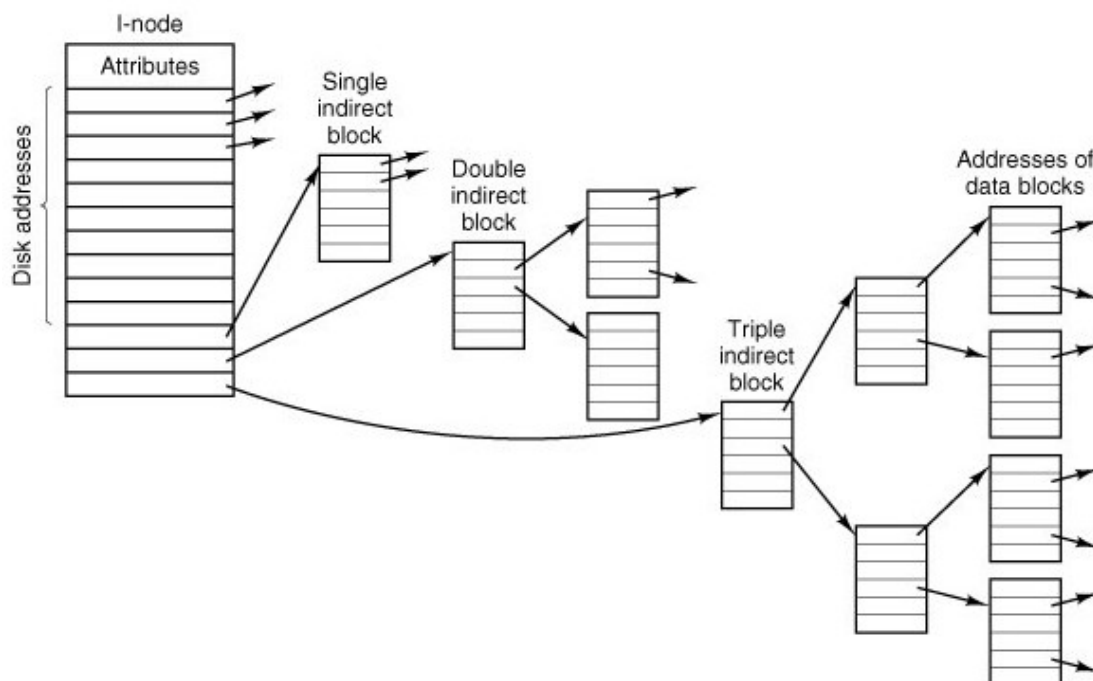 I-node
Attributes
Disk addresses
Single
indirect
block
Double
indirect
block
Triple
indirect
block
Addresses of
data blocks